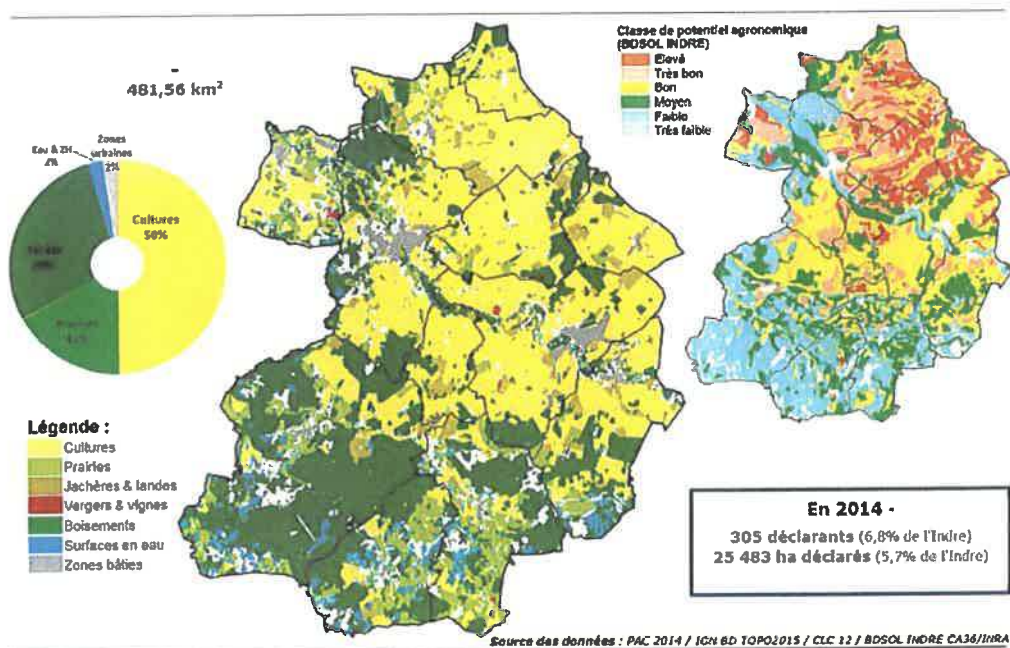 481,56 km²
Eau & ZH
2%
Zones
urbaines
2%
Cultures
50%
Classe de potentiel agronomique
(BDSOL INDRE)
Elevé
Très bon
Bon
Moyen
Faible
Très faible
Légende :
Cultures
Prairies
Jachères & landes
Vergers & vignes
Boisements
Surfaces en eau
Zones bâties
En 2014 -
305 déclarants (6,8% de l'Indre)
25 483 ha déclarés (5,7% de l'Indre)
Source des données : PAC 2014 / IGN BD TOPO2015 / CLC 12 / BDSOL INDRE CA36/INRA